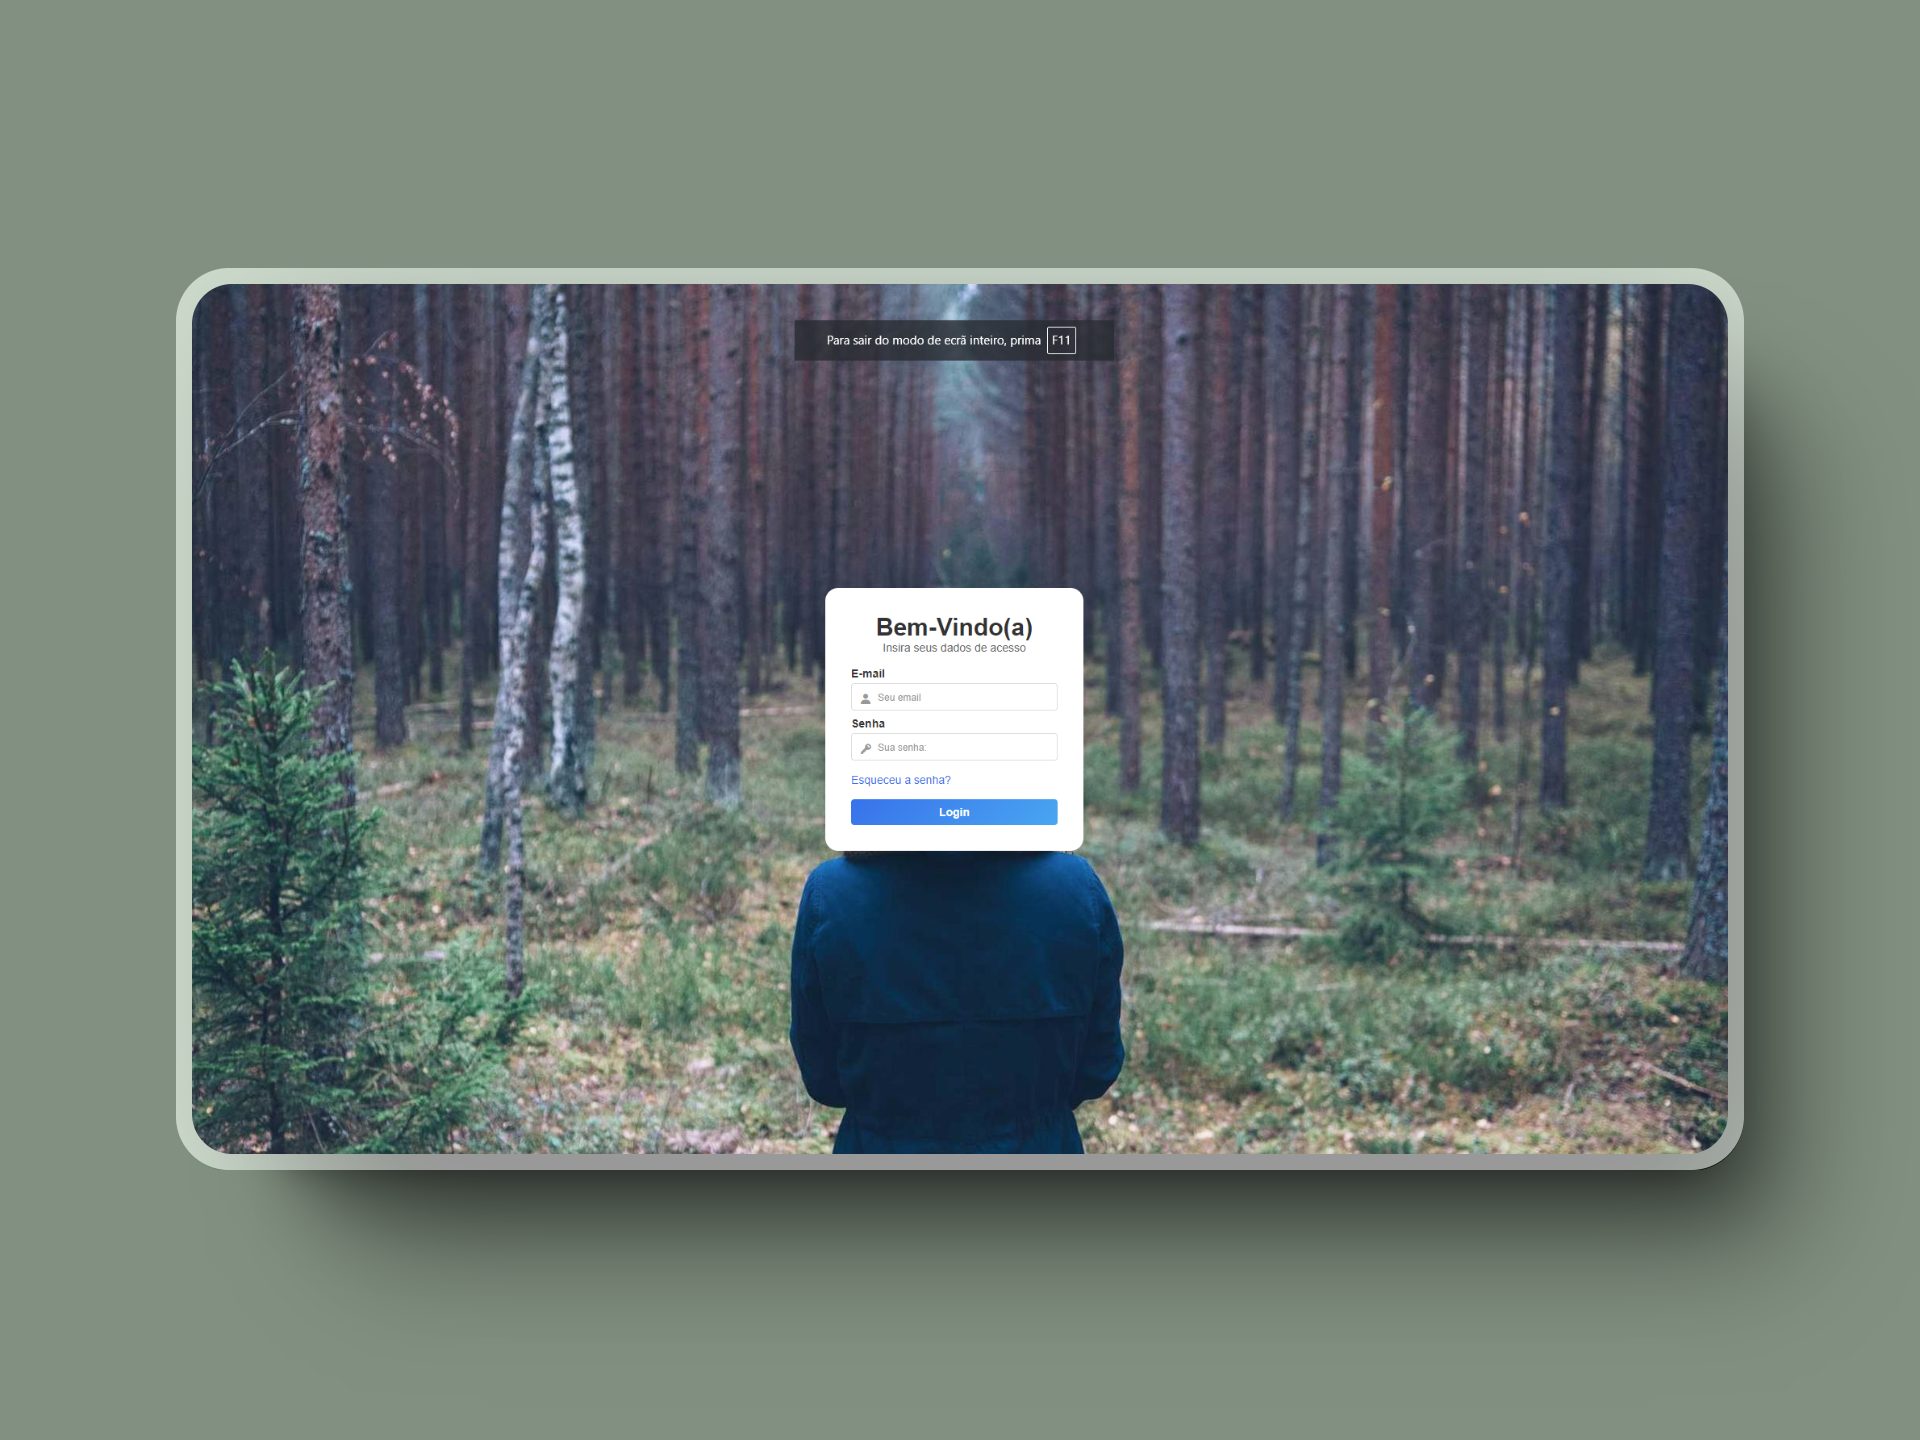 Para sair do modo de ecrã inteiro, prima F11
Bem-Vindo(a)
Insira seus dados de acesso
E-mail
Seu email
Senha
Sua senha:
Esqueceu a senha?
Login